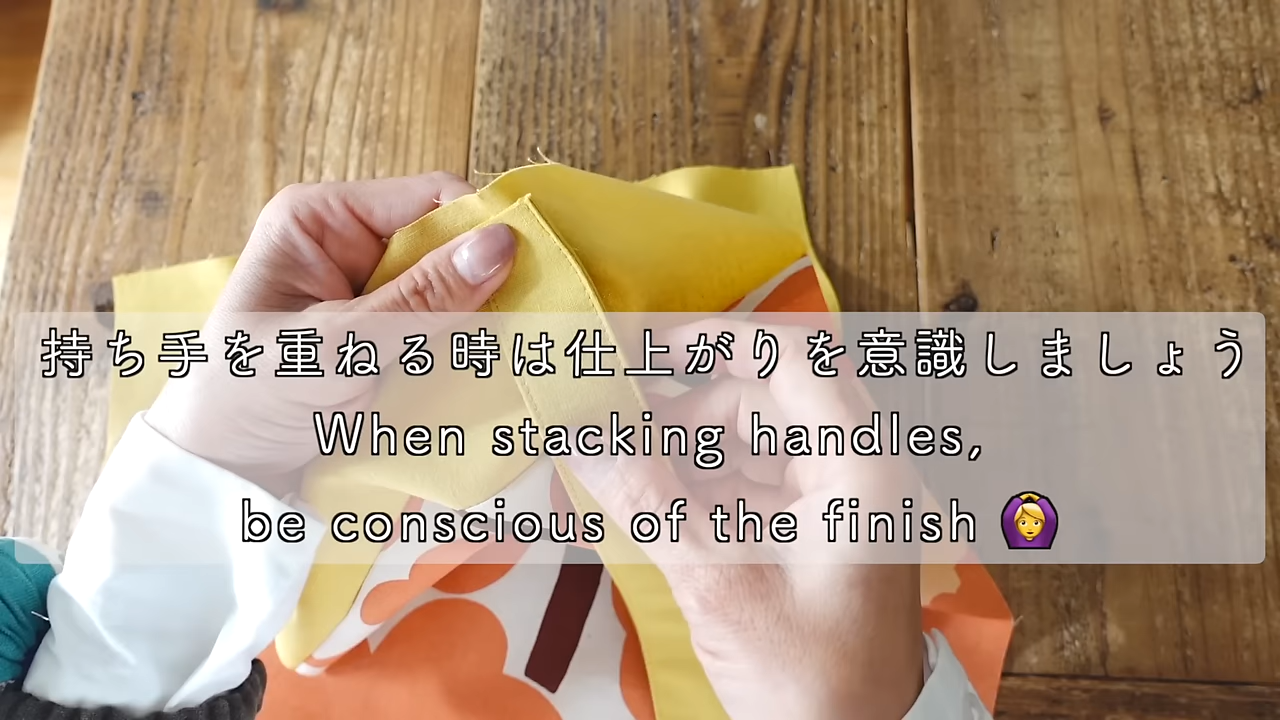 持ち手を重ねる時は仕上がりを意識しましょう
When stacking handles,
be conscious of the finish 🙆‍♀️